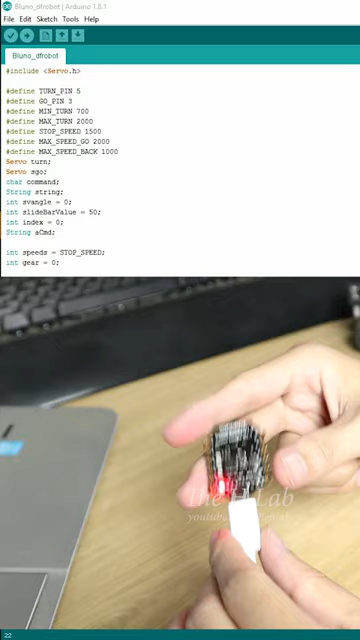 Bluno_dfrobot | Arduino 1.8.1
File Edit Sketch Tools Help
Bluno_dfrobot
#include <Servo.h>
#define TURN_PIN 5
#define GO_PIN 3
#define MIN_TURN 700
#define MAX_TURN 2000
#define STOP_SPEED 1500
#define MAX_SPEED_GO 2000
#define MAX_SPEED_BACK 1000
Servo turn;
Servo sgo;
char command;
String string;
int svangle = 0;
int slideBarValue = 50;
int index = 0;
String aCmd;
int speeds = STOP_SPEED;
int gear = 0;
22